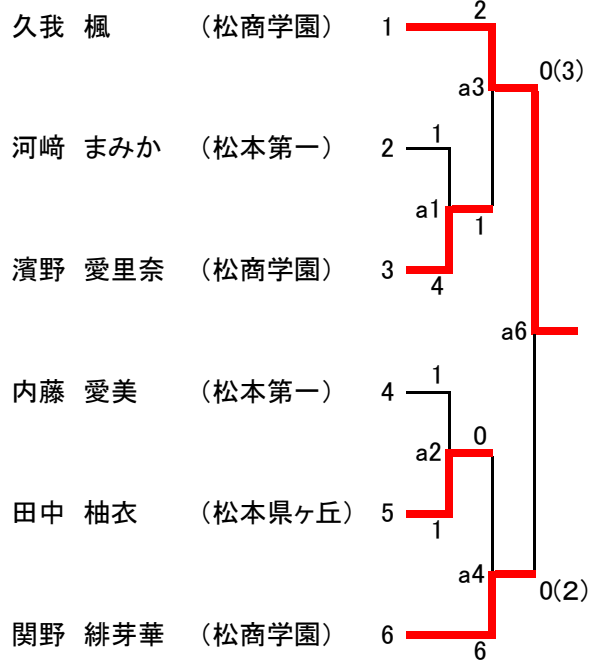 2
久我 楓 (松商学園) 1
0(3)
a3
1
河﨑 まみか (松本第一) 2
a1
1
濱野 愛里奈 (松商学園) 3
4
a6
1
内藤 愛美 (松本第一) 4
0
a2
田中 柚衣 (松本県ヶ丘) 5
1
a4
0(2)
関野 緋芽華 (松商学園) 6
6